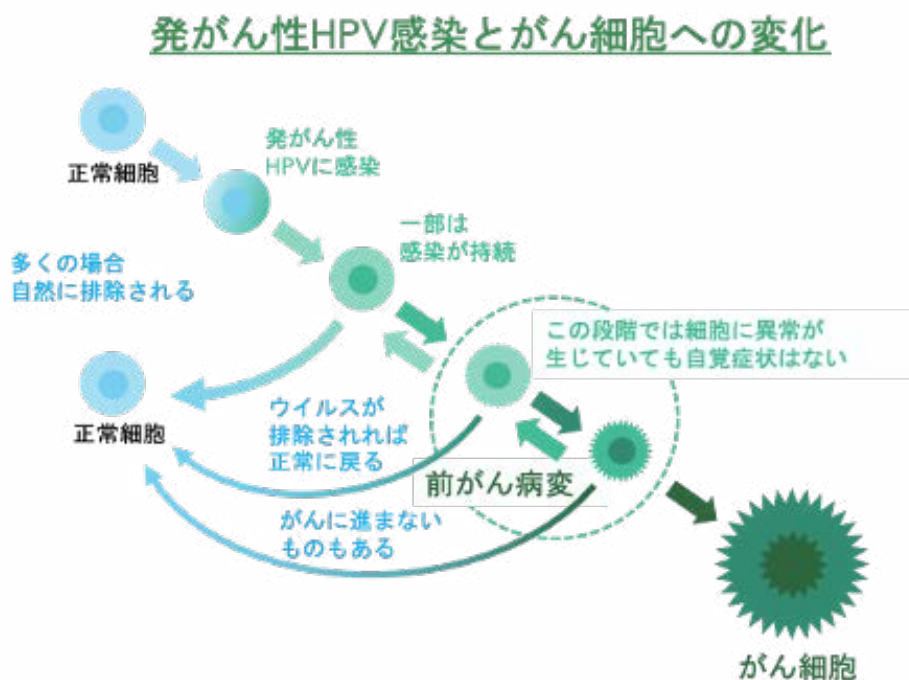 発がん性HPV感染とがん細胞への変化
正常細胞
発がん性
HPVに感染
一部は
感染が持続
多くの場合
自然に排除される
この段階では細胞に異常が
生じていても自覚症状はない
正常細胞
ウイルスが
排除されれば
正常に戻る
前がん病変
がんに進まない
ものもある
がん細胞